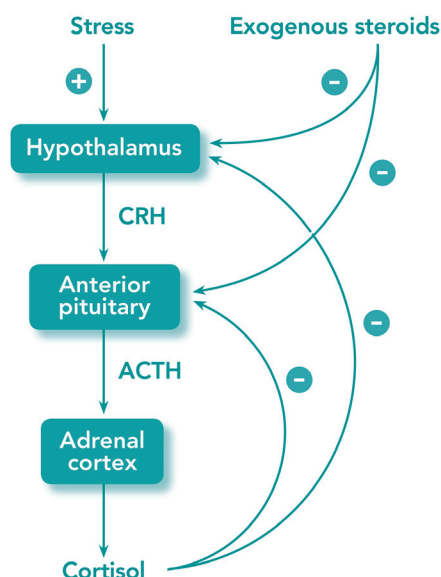 Stress
Exogenous steroids
+
-
Hypothalamus
-
CRH
Anterior
pituitary
-
ACTH
-
Adrenal
cortex
Cortisol